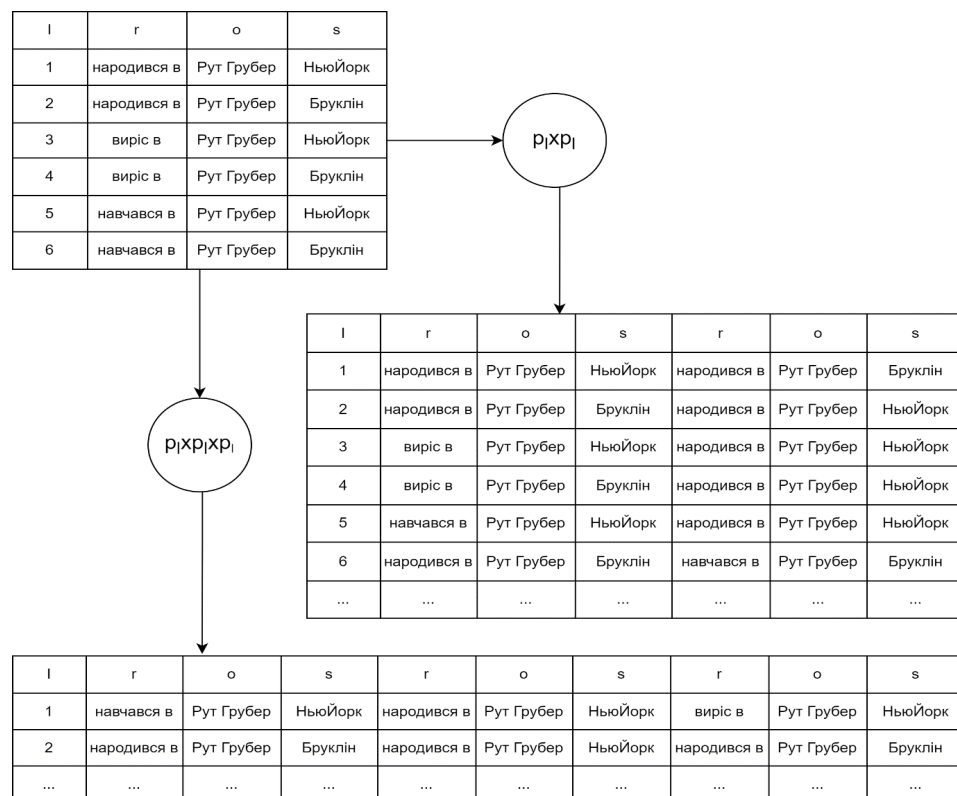 l r o s
1 народився в Рут Грубер НьюЙорк
2 народився в Рут Грубер Бруклін
3 виріс в Рут Грубер НьюЙорк
4 виріс в Рут Грубер Бруклін
5 навчався в Рут Грубер НьюЙорк
6 навчався в Рут Грубер Бруклін
plxpl
l r o s r o s
1 народився в Рут Грубер НьюЙорк народився в Рут Грубер Бруклін
2 народився в Рут Грубер Бруклін народився в Рут Грубер НьюЙорк
3 виріс в Рут Грубер НьюЙорк народився в Рут Грубер НьюЙорк
4 виріс в Рут Грубер Бруклін народився в Рут Грубер НьюЙорк
5 навчався в Рут Грубер НьюЙорк народився в Рут Грубер НьюЙорк
6 народився в Рут Грубер Бруклін навчався в Рут Грубер Бруклін
... ... ... ... ... ... ...
plxplxpl
l r o s r o s r o s
1 навчався в Рут Грубер НьюЙорк народився в Рут Грубер НьюЙорк виріс в Рут Грубер НьюЙорк
2 народився в Рут Грубер Бруклін народився в Рут Грубер НьюЙорк народився в Рут Грубер Бруклін
... ... ... ... ... ... ... ... ... ...